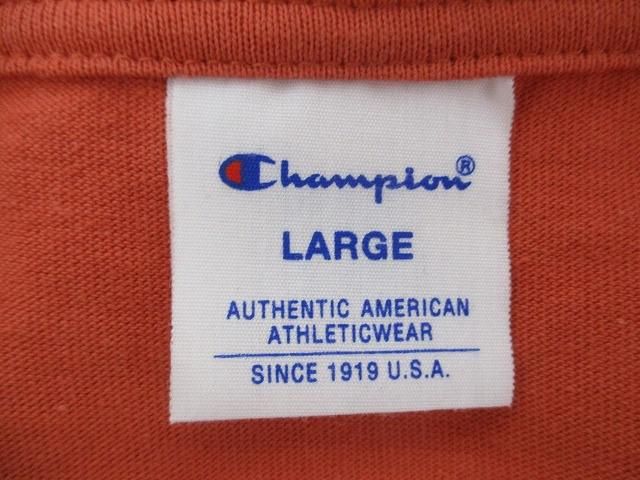 Champion®
LARGE
AUTHENTIC AMERICAN
ATHLETICWEAR
SINCE 1919 U.S.A.